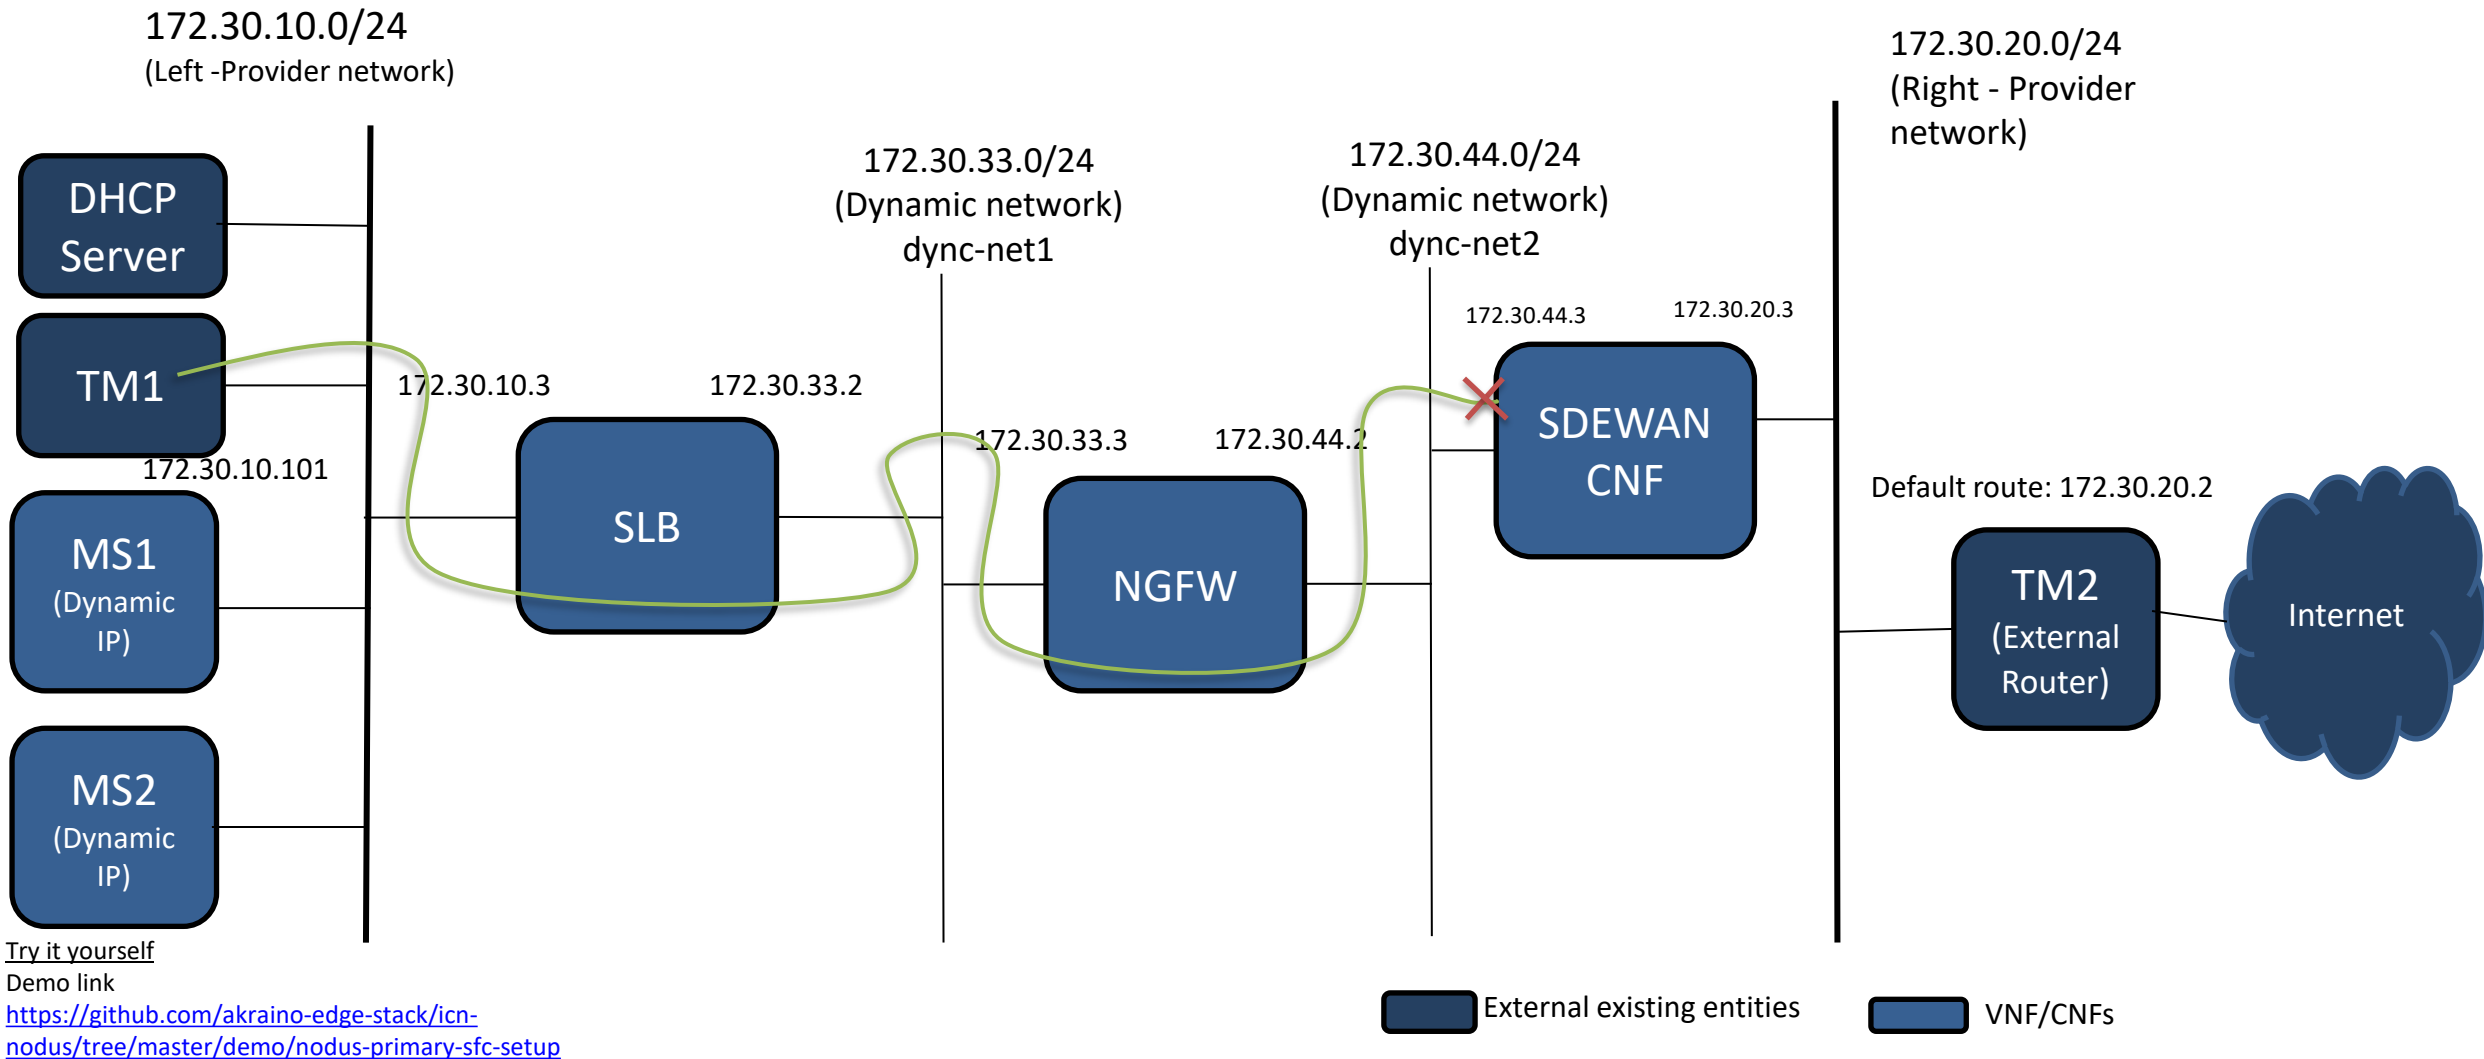 172.30.10.0/24
(Left -Provider network)
172.30.20.0/24
(Right - Provider
network)
172.30.33.0/24
(Dynamic network)
dync-net1
172.30.44.0/24
(Dynamic network)
dync-net2
DHCP
Server
TM1
172.30.10.101
MS1
(Dynamic
IP)
MS2
(Dynamic
IP)
172.30.10.3
172.30.33.2
SLB
172.30.33.3
172.30.44.2
NGFW
172.30.44.3
172.30.20.3
SDEWAN
CNF
Default route: 172.30.20.2
TM2
(External
Router)
Internet
Try it yourself
Demo link
https://github.com/akraino-edge-stack/icn-
nodus/tree/master/demo/nodus-primary-sfc-setup
External existing entities
VNF/CNFs